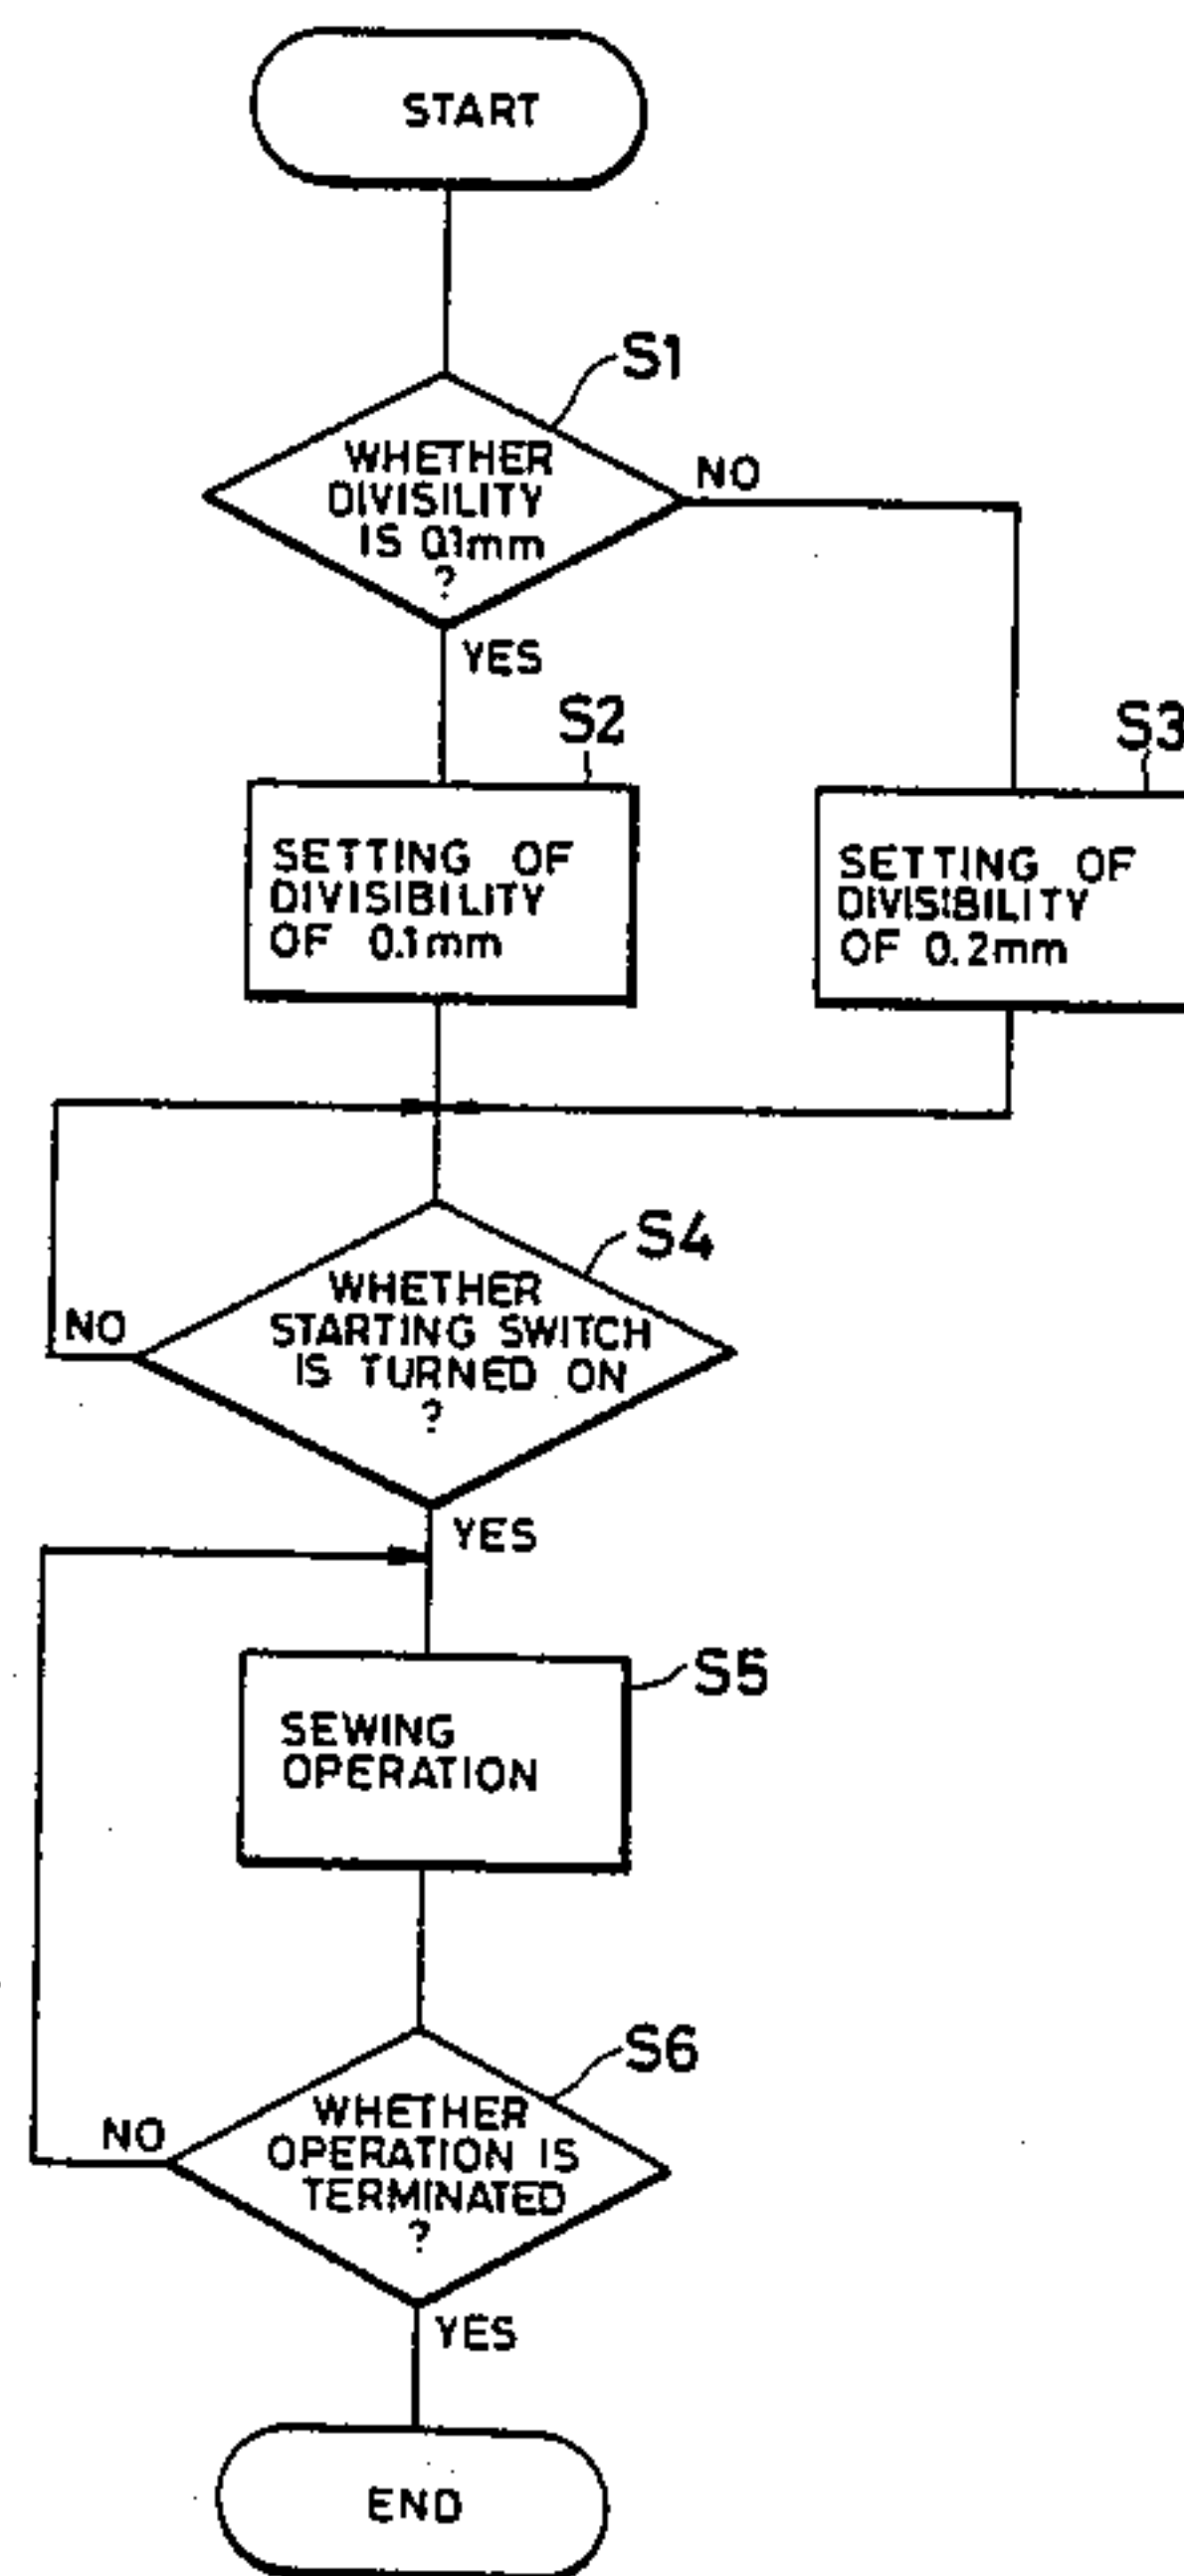 START
S1
WHETHER
DIVISILITY
IS 0.1mm
?
NO
YES
S2
SETTING OF
DIVISIBILITY
OF 0.1mm
S3
SETTING OF
DIVISIBILITY
OF 0.2mm
S4
WHETHER
STARTING SWITCH
IS TURNED ON
?
NO
YES
S5
SEWING
OPERATION
S6
WHETHER
OPERATION IS
TERMINATED
?
NO
YES
END